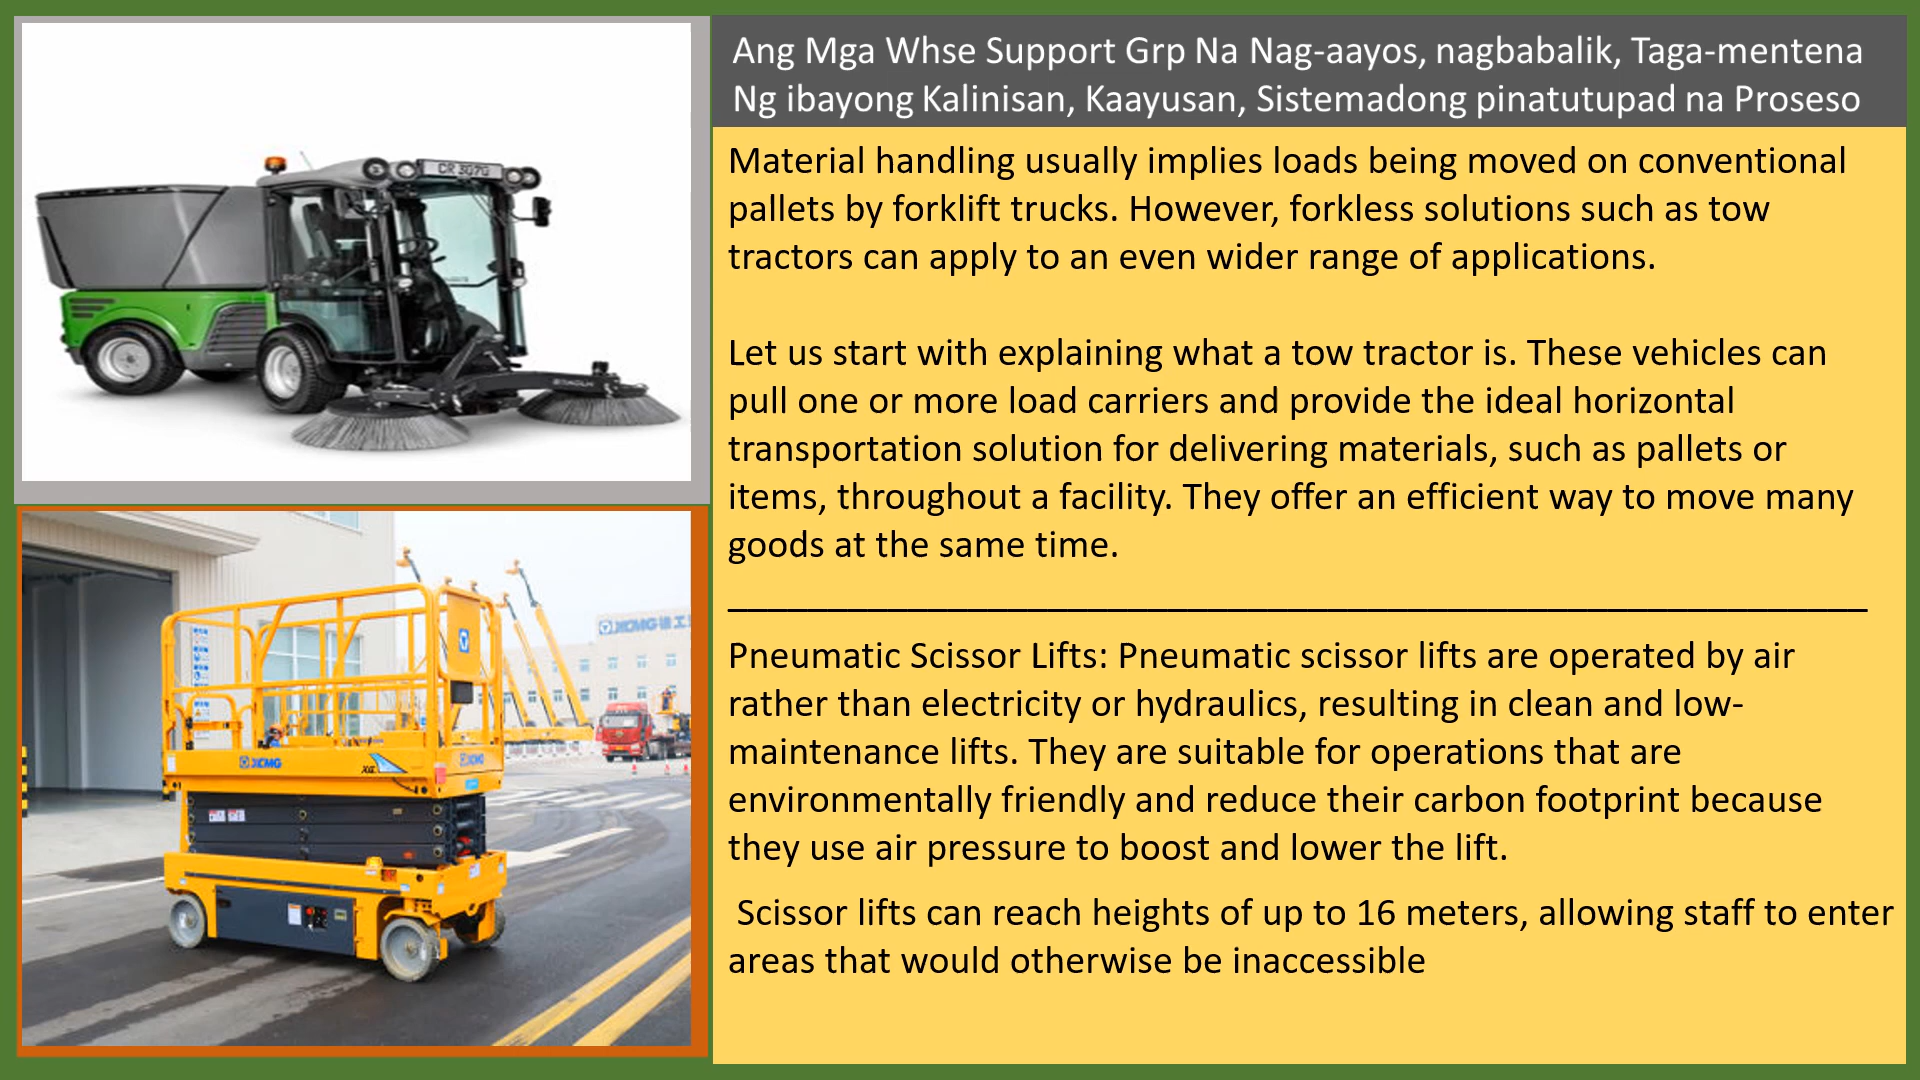 Ang Mga Whse Support Grp Na Nag-aayos, nagbabalik, Taga-mentena
Ng ibayong Kalinisan, Kaayusan, Sistemadong pinatutupad na Proseso
Material handling usually implies loads being moved on conventional
pallets by forklift trucks. However, forkless solutions such as tow
tractors can apply to an even wider range of applications.
Let us start with explaining what a tow tractor is. These vehicles can
pull one or more load carriers and provide the ideal horizontal
transportation solution for delivering materials, such as pallets or
items, throughout a facility. They offer an efficient way to move many
goods at the same time.
Pneumatic Scissor Lifts: Pneumatic scissor lifts are operated by air
rather than electricity or hydraulics, resulting in clean and low-
maintenance lifts. They are suitable for operations that are
environmentally friendly and reduce their carbon footprint because
they use air pressure to boost and lower the lift.
Scissor lifts can reach heights of up to 16 meters, allowing staff to enter
areas that would otherwise be inaccessible
XCMG
XCMG